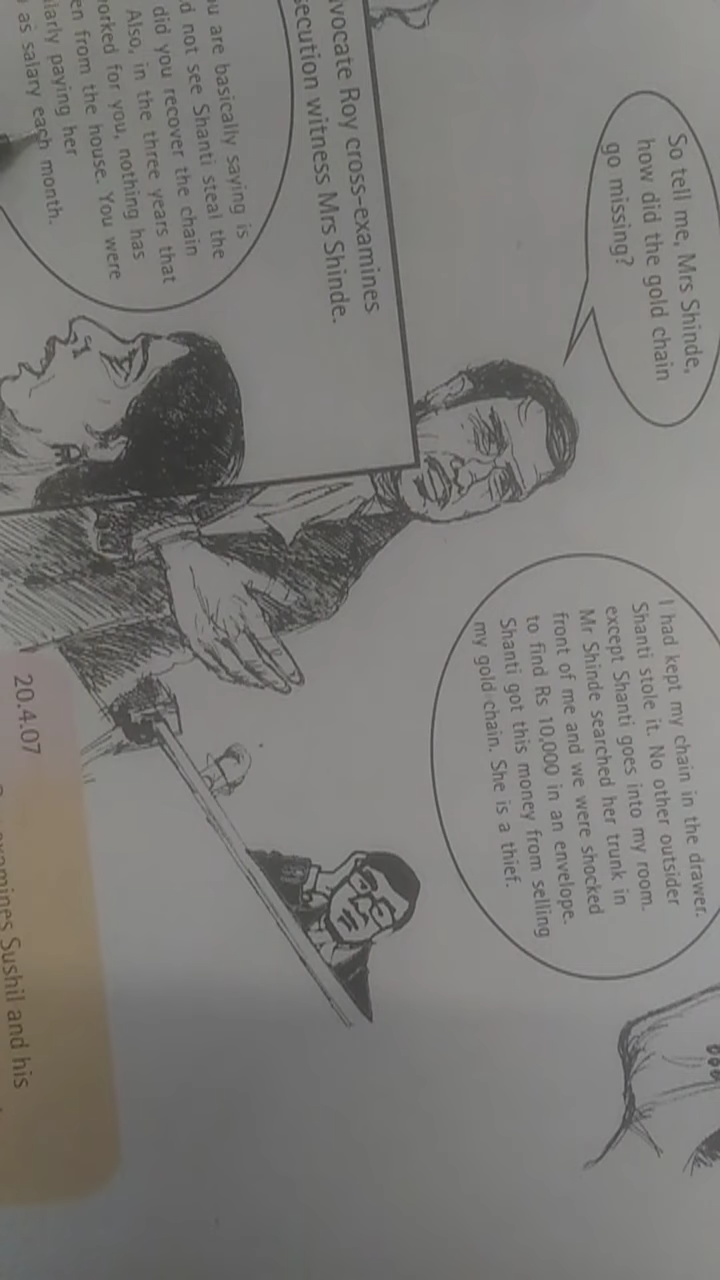 So tell me, Mrs Shinde,
how did the gold chain
go missing?
I had kept my chain in the drawer.
Shanti stole it. No other outsider
except Shanti goes into my room.
Mr Shinde searched her trunk in
front of me and we were shocked
to find Rs 10,000 in an envelope.
Shanti got this money from selling
my gold chain. She is a thief.
vocate Roy cross-examines
ecution witness Mrs Shinde.
u are basically saying is
d not see Shanti steal the
did you recover the chain
Also, in the three years that
orked for you, nothing has
en from the house. You were
larly paying her
as salary each month.
20.4.07
examines Sushil and his